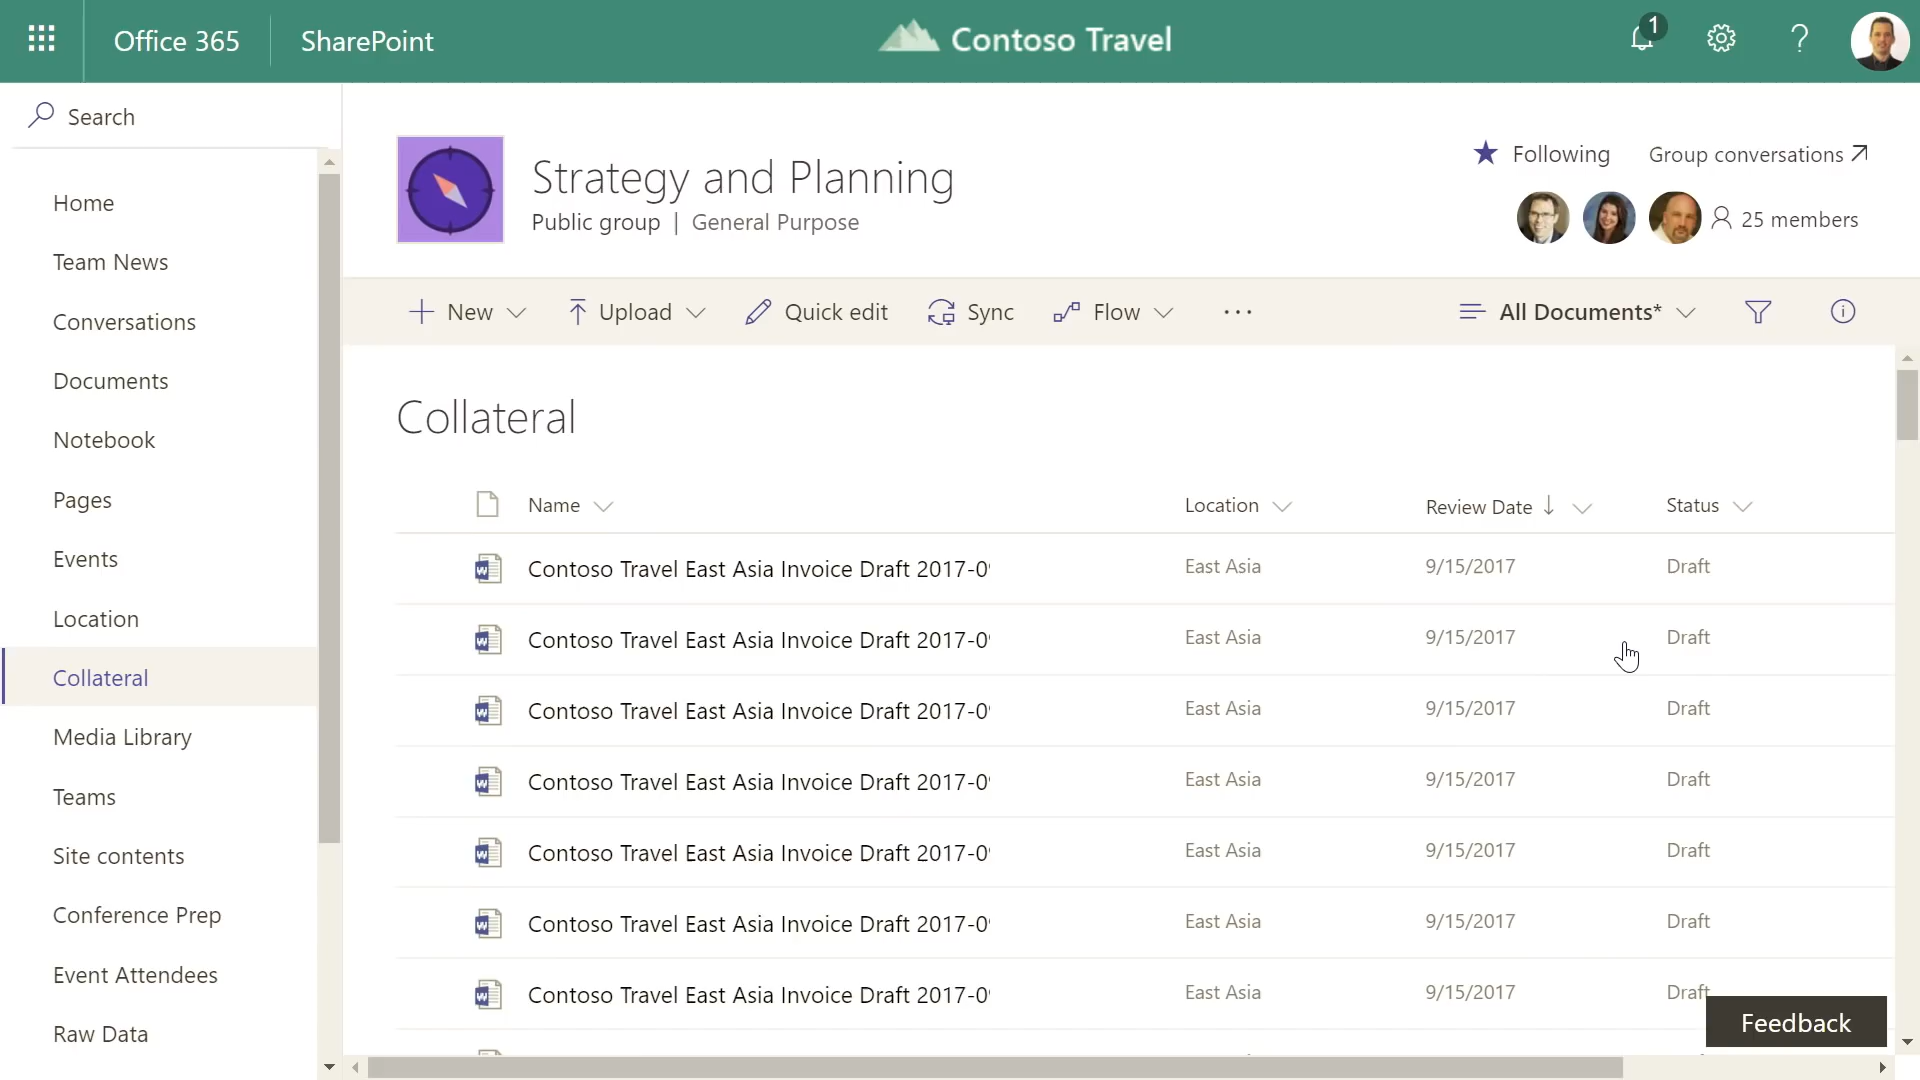 Office 365
SharePoint
Contoso Travel
1
Search
Home
Team News
Conversations
Documents
Notebook
Pages
Events
Location
Collateral
Media Library
Teams
Site contents
Conference Prep
Event Attendees
Raw Data
Strategy and Planning
Public group | General Purpose
Following
Group conversations
25 members
New
Upload
Quick edit
Sync
Flow
All Documents*
Collateral
Name Location Review Date Status
Contoso Travel East Asia Invoice Draft 2017-09 East Asia 9/15/2017 Draft
Contoso Travel East Asia Invoice Draft 2017-09 East Asia 9/15/2017 Draft
Contoso Travel East Asia Invoice Draft 2017-09 East Asia 9/15/2017 Draft
Contoso Travel East Asia Invoice Draft 2017-09 East Asia 9/15/2017 Draft
Contoso Travel East Asia Invoice Draft 2017-09 East Asia 9/15/2017 Draft
Contoso Travel East Asia Invoice Draft 2017-09 East Asia 9/15/2017 Draft
Contoso Travel East Asia Invoice Draft 2017-09 East Asia 9/15/2017 Draft
Feedback